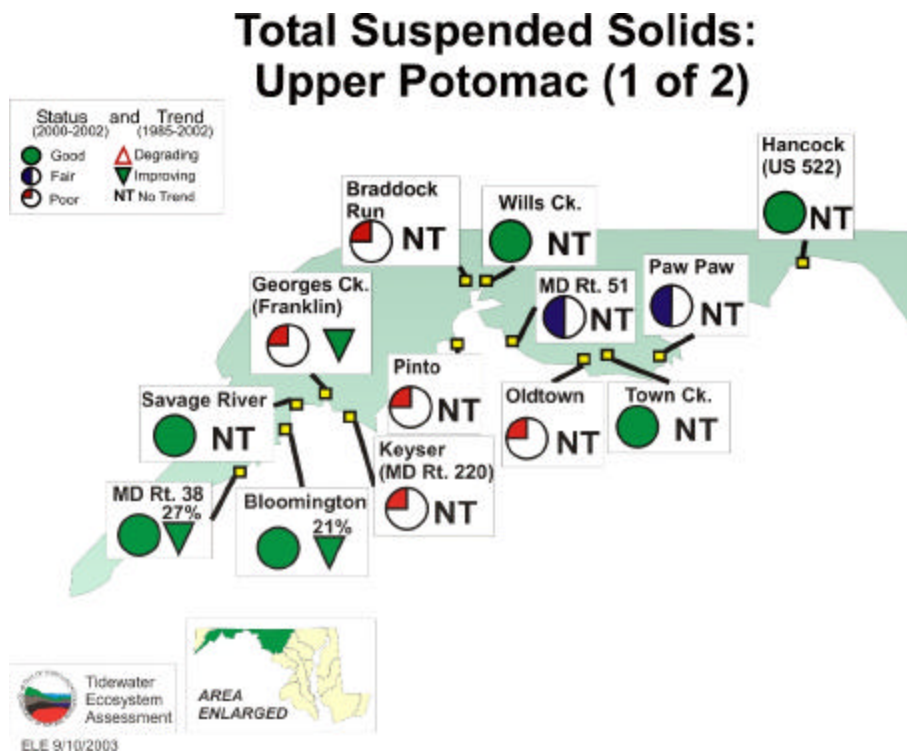 Total Suspended Solids:
Upper Potomac (1 of 2)
Status and Trend
(2000-2002) (1985-2002)
Good Degrading
Fair Improving
Poor NT No Trend
Hancock
(US 522)
NT
Braddock
Run
NT
Wills Ck.
NT
Georges Ck.
(Franklin)
MD Rt. 51
NT
Paw Paw
NT
Pinto
NT
Oldtown
NT
Town Ck.
NT
Savage River
NT
Keyser
(MD Rt. 220)
NT
MD Rt. 38
27%
Bloomington
21%
Tidewater
Ecosystem
Assessment
AREA
ENLARGED
ELE 9/10/2003